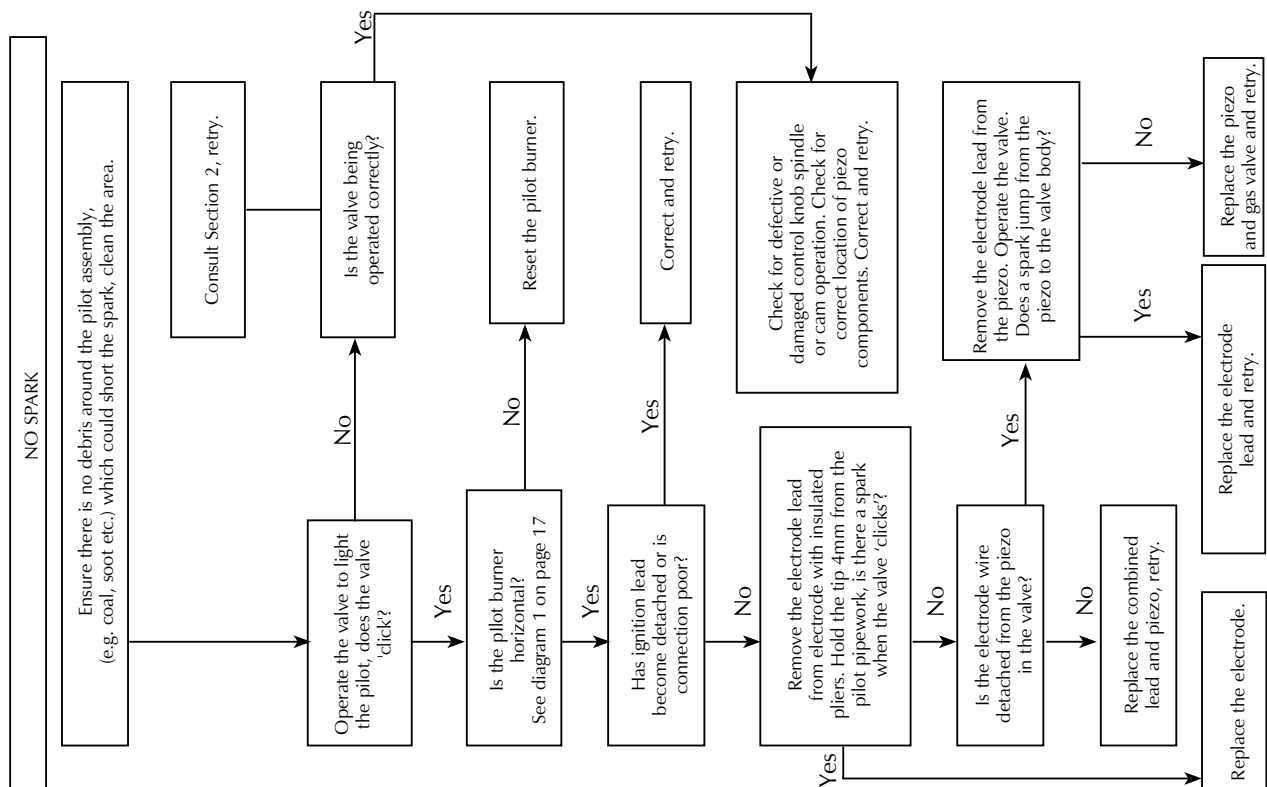 NO SPARK
Ensure there is no debris around the pilot assembly,
(e.g. coal, soot etc.) which could short the spark, clean the area.
Consult Section 2, retry.
Operate the valve to light
the pilot, does the valve
'click'?
No
Is the valve being
operated correctly?
Yes
Yes
Is the pilot burner
horizontal?
See diagram 1 on page 17
No
Reset the pilot burner.
Yes
Has ignition lead
become detached or is
connection poor?
Yes
Correct and retry.
No
Check for defective or
damaged control knob spindle
or cam operation. Check for
correct location of piezo
components. Correct and retry.
Remove the electrode lead
from electrode with insulated
pliers. Hold the tip 4mm from the
pilot pipework, is there a spark
when the valve 'clicks'?
Yes
No
Is the electrode wire
detached from the piezo
in the valve?
Yes
Remove the electrode lead from
the piezo. Operate the valve.
Does a spark jump from the
piezo to the valve body?
No
Replace the combined
lead and piezo, retry.
Yes
No
Replace the electrode.
Replace the electrode
lead and retry.
Replace the piezo
and gas valve and retry.